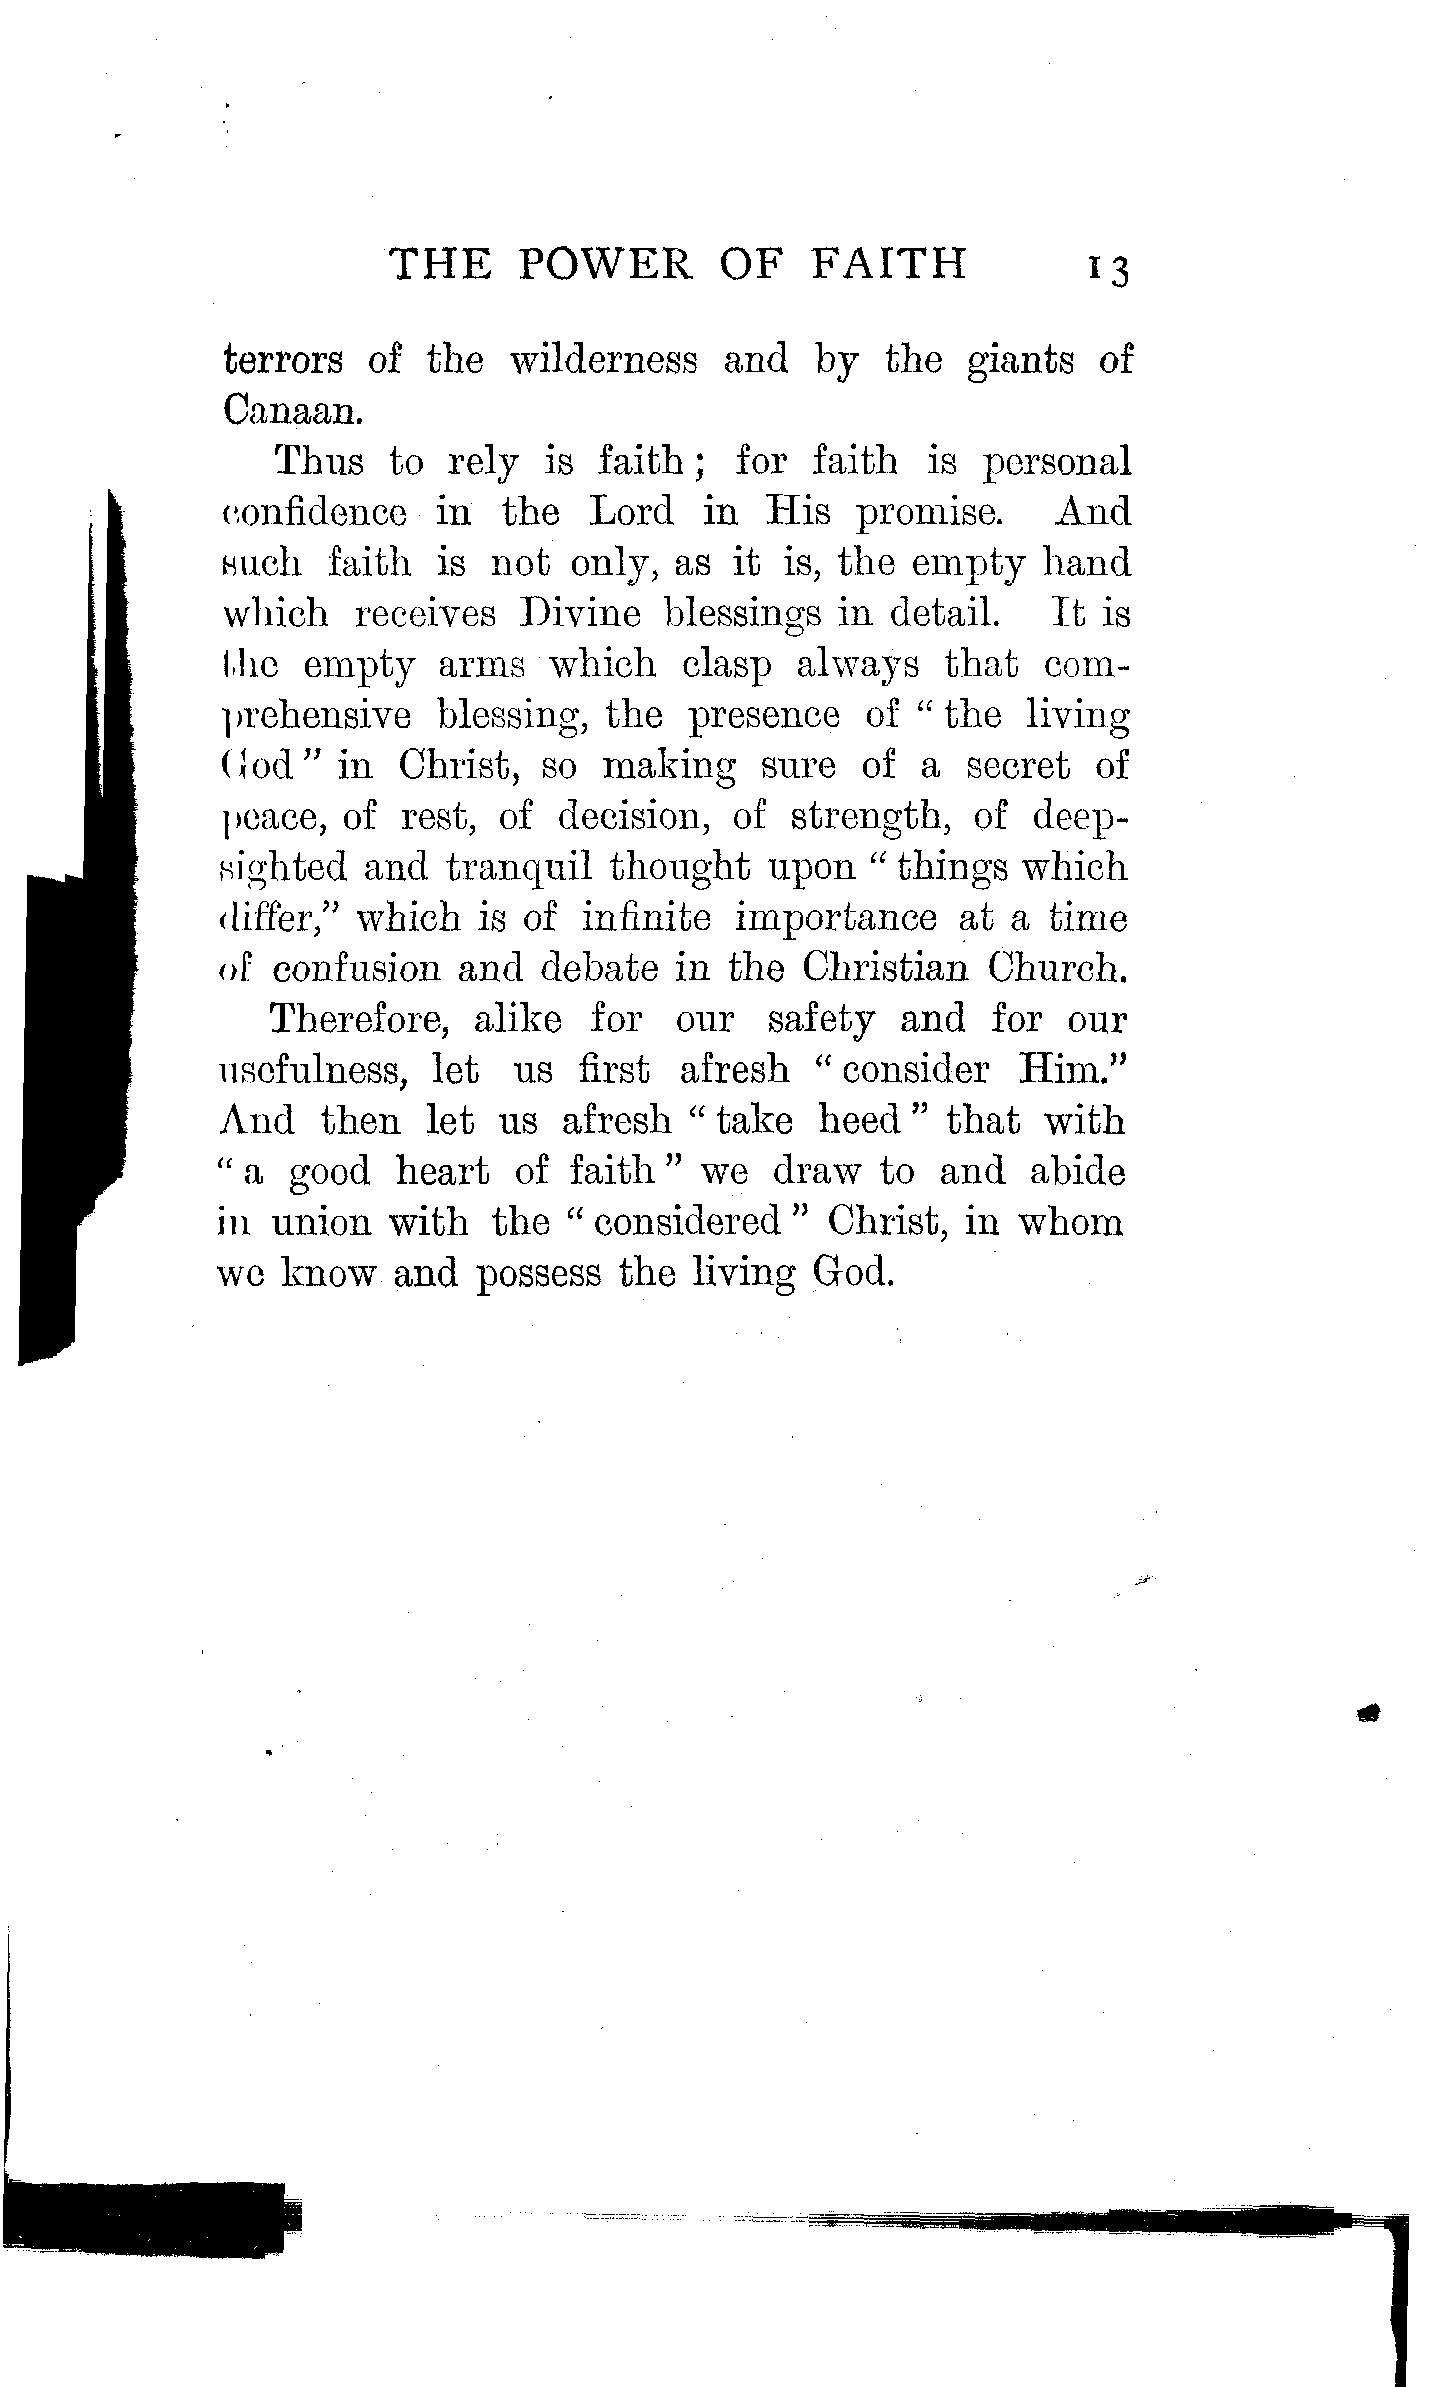 THE POWER OF FAITH 13
terrors of the wilderness and by the giants of
Canaan.
Thus to rely is faith; for faith is personal
confidence in the Lord in His promise. And
such faith is not only, as it is, the empty hand
which receives Divine blessings in detail. It is
the empty arms which clasp always that com-
prehensive blessing, the presence of "the living
God" in Christ, so making sure of a secret of
peace, of rest, of decision, of strength, of deep-
sighted and tranquil thought upon "things which
differ," which is of infinite importance at a time
of confusion and debate in the Christian Church.
Therefore, alike for our safety and for our
usefulness, let us first afresh "consider Him."
And then let us afresh "take heed" that with
"a good heart of faith" we draw to and abide
in union with the "considered" Christ, in whom
we know and possess the living God.